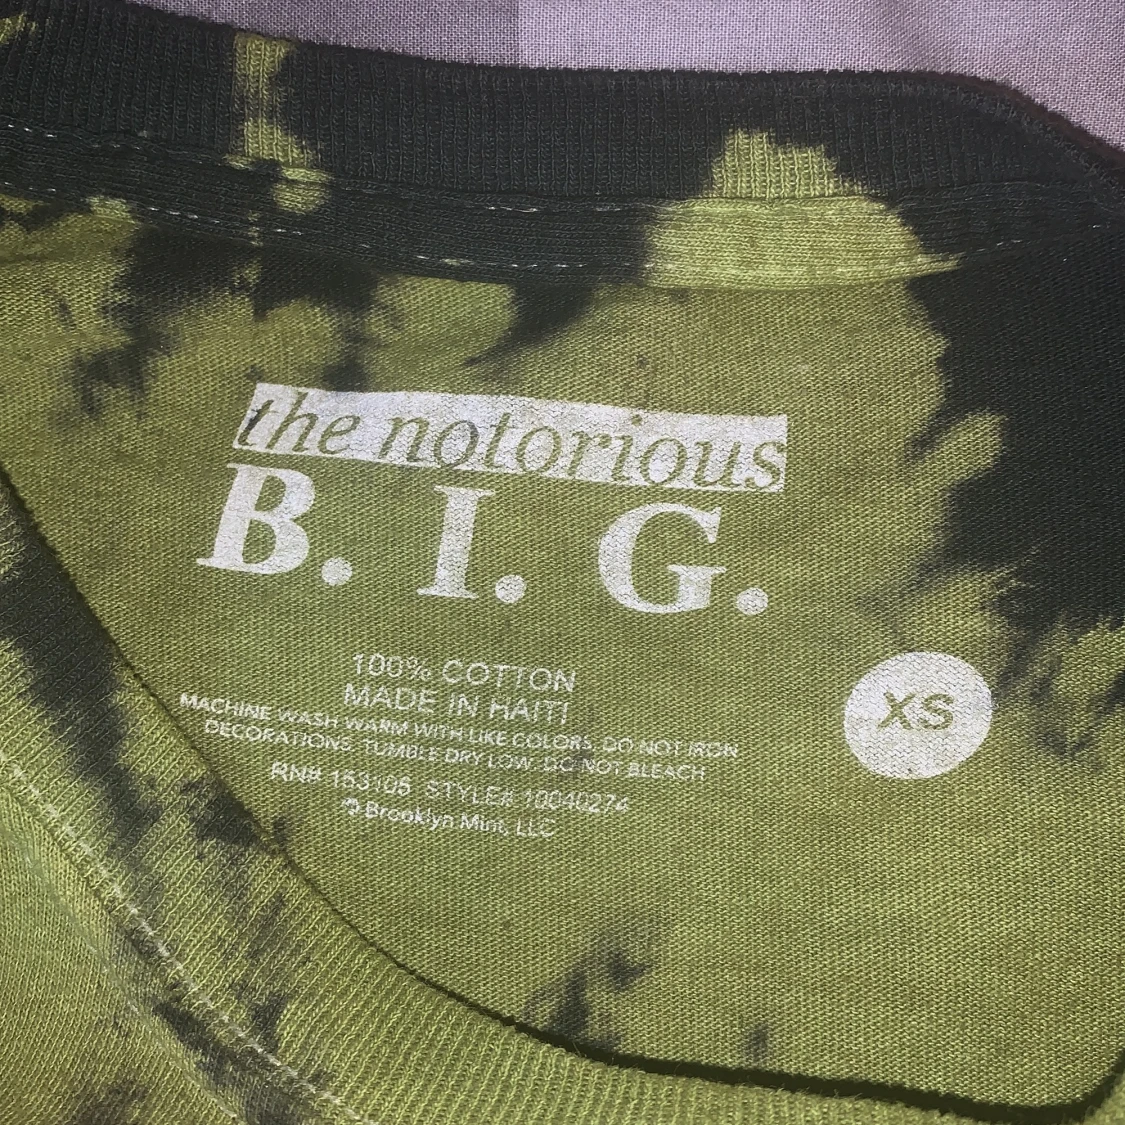 the notorious
B. I. G.
100% COTTON
MADE IN HAITI
MACHINE WASH WARM WITH LIKE COLORS, DO NOT IRON
DECORATIONS, TUMBLE DRY LOW, DO NOT BLEACH
RN# 153105 STYLE# 10040274
© Brooklyn Mint, LLC
XS